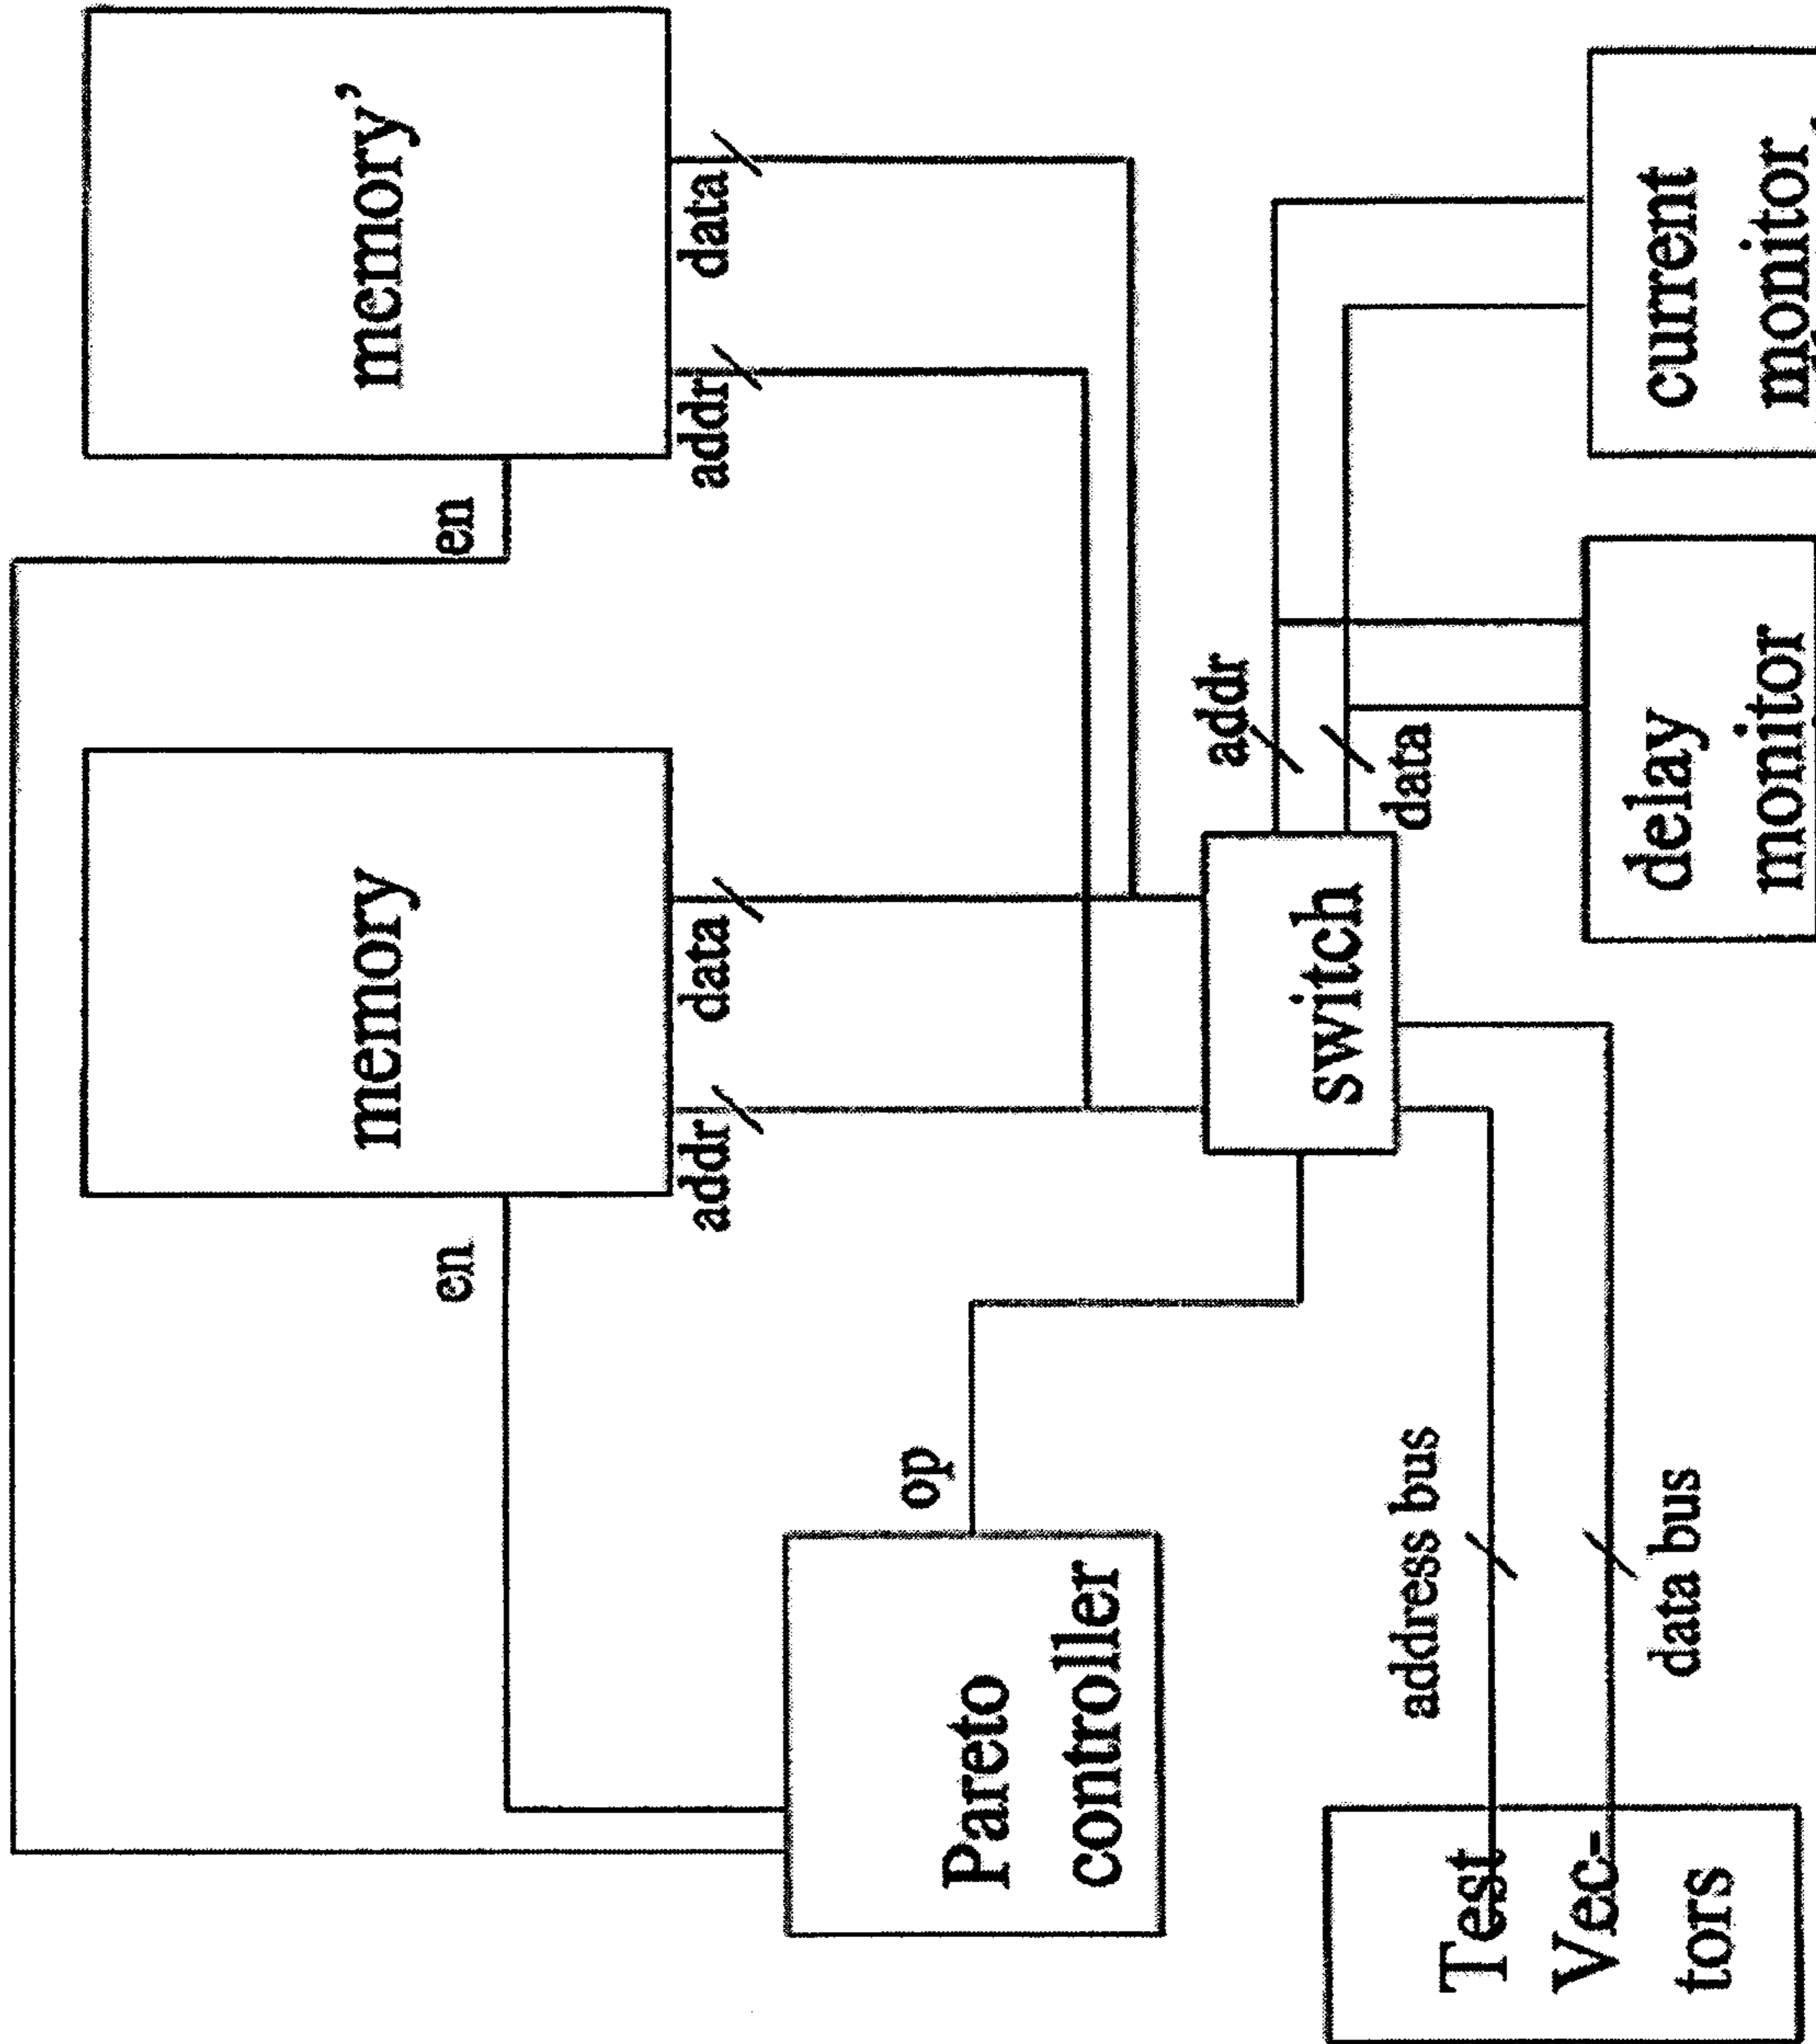 memory
memory’
en
en
addr
data
addr
data
op
Pareto
controller
addr
switch
data
address bus
data bus
Test
Vec-
tors
delay
monitor
current
monitor